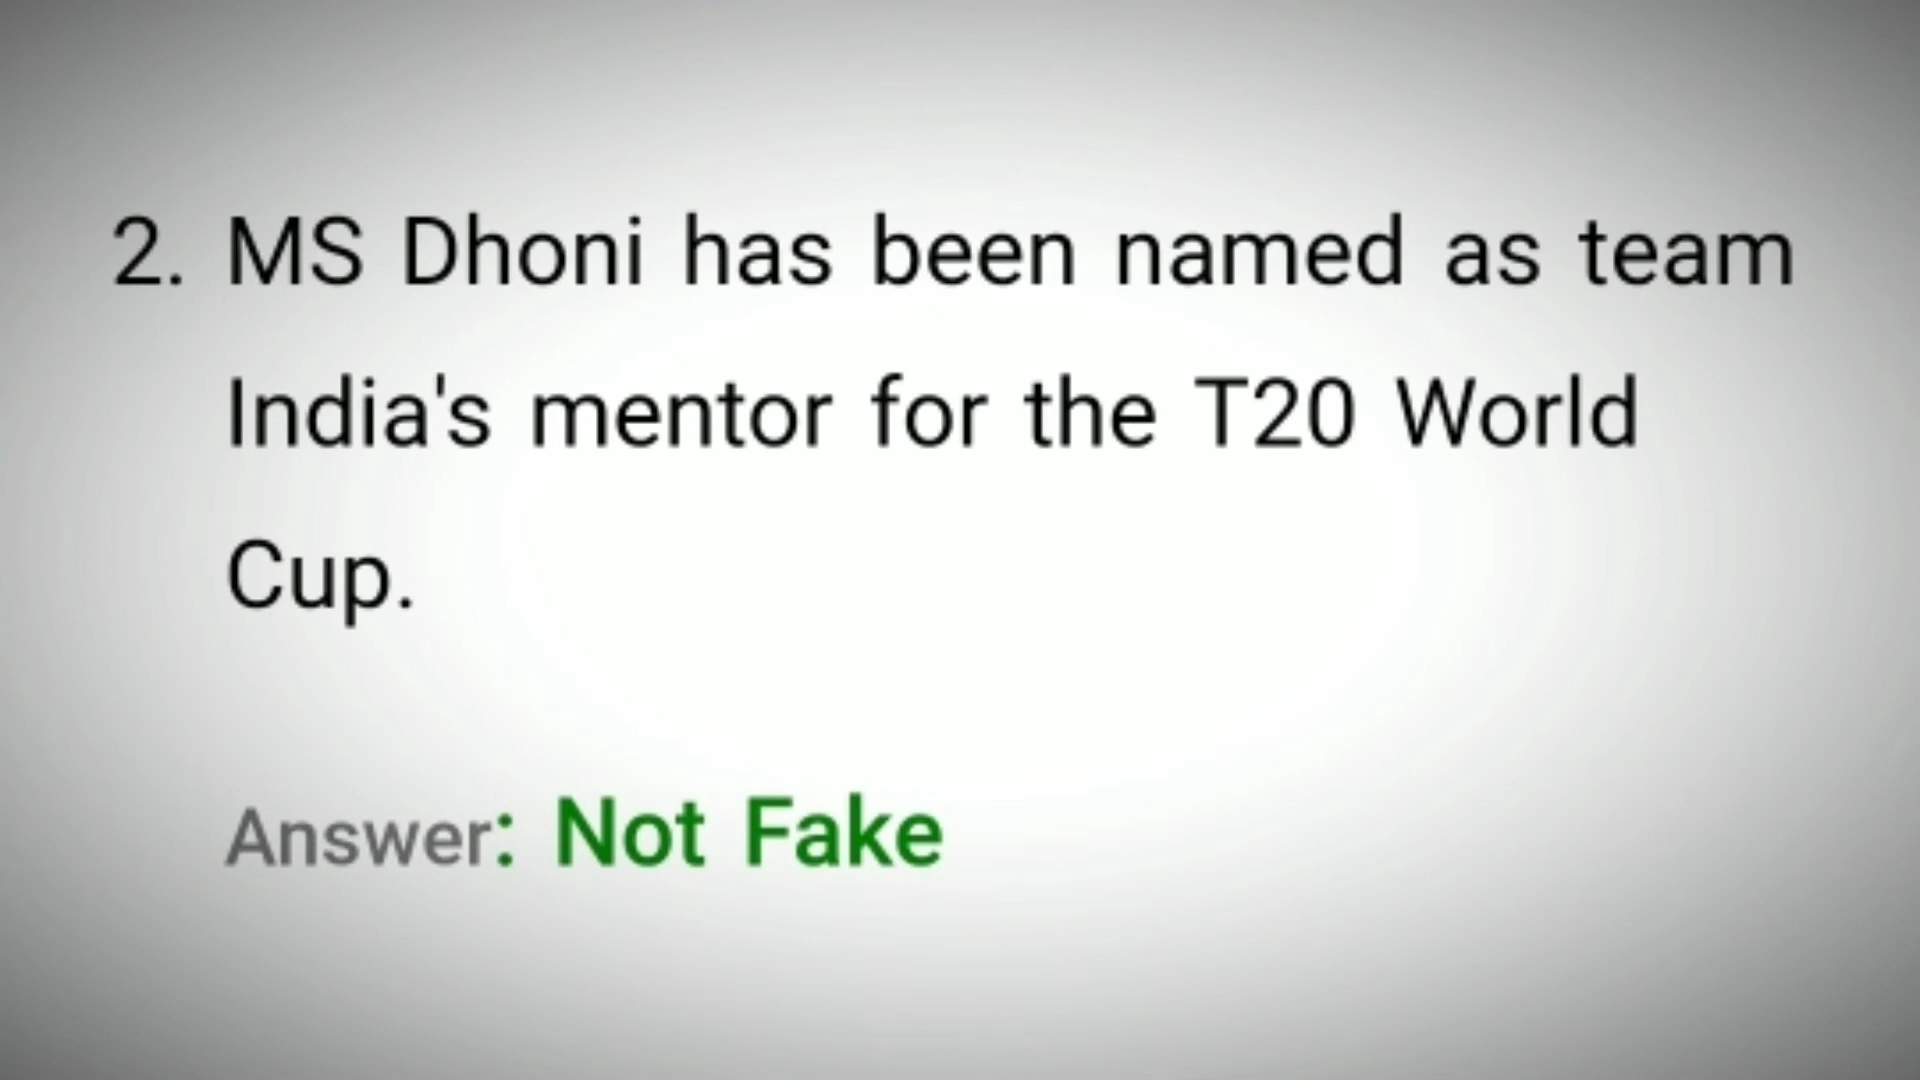 2. MS Dhoni has been named as team
India's mentor for the T20 World
Cup.
Answer: Not Fake